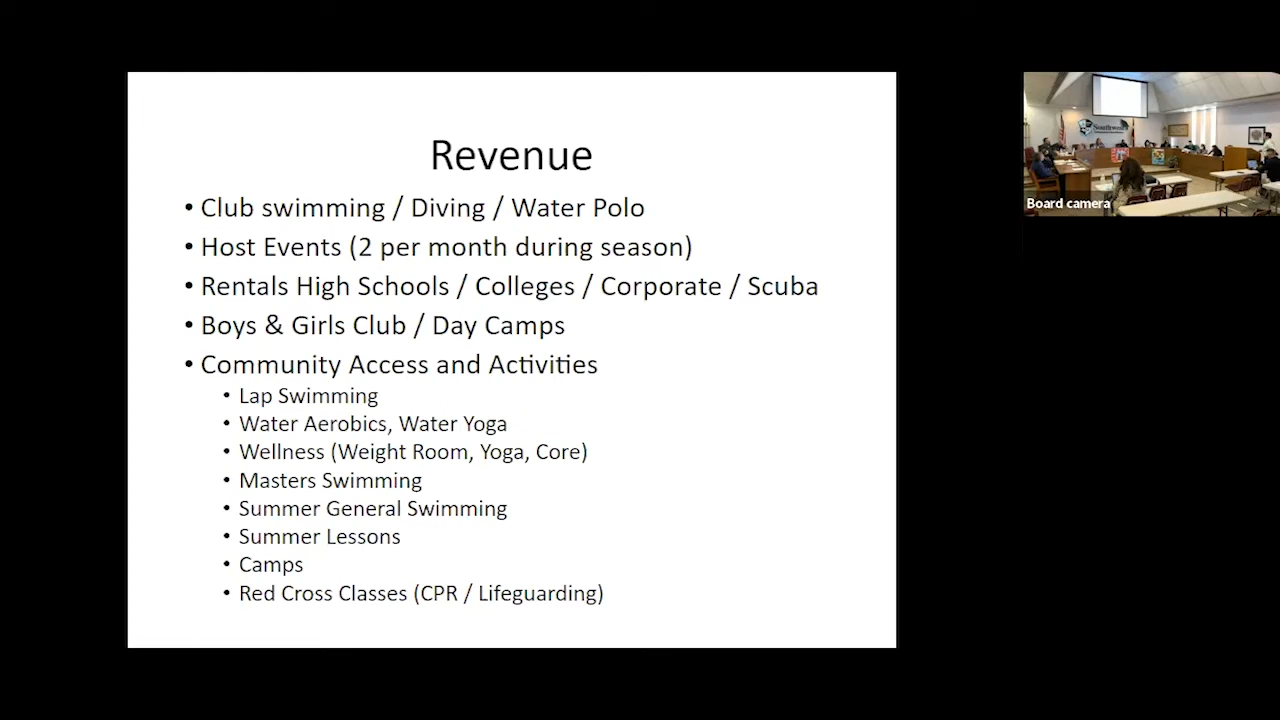 Revenue
• Club swimming / Diving / Water Polo
• Host Events (2 per month during season)
• Rentals High Schools / Colleges / Corporate / Scuba
• Boys & Girls Club / Day Camps
• Community Access and Activities
• Lap Swimming
• Water Aerobics, Water Yoga
• Wellness (Weight Room, Yoga, Core)
• Masters Swimming
• Summer General Swimming
• Summer Lessons
• Camps
• Red Cross Classes (CPR / Lifeguarding)
Southwest
Board camera